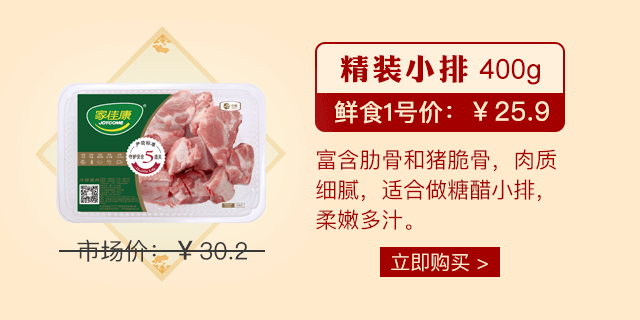 精装小排 400g
鲜食1号价：￥25.9
富含肋骨和猪脆骨，肉质
细腻，适合做糖醋小排，
柔嫩多汁。
立即购买 >
家佳康
JOYCOME
5
市场价：￥30.2